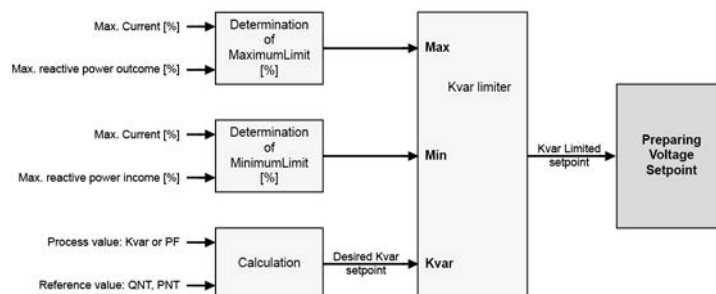 Max. Current [%]
Max. reactive power outcome [%]
Determination
of
MaximumLimit
[%]
Max
Kvar limiter
Max. Current [%]
Max. reactive power income [%]
Determination
of
MinimumLimit
[%]
Min
Kvar Limited
setpoint
Preparing
Voltage
Setpoint
Process value: Kvar or PF
Reference value: QNT, PNT
Calculation
Desired Kvar
setpoint
Kvar